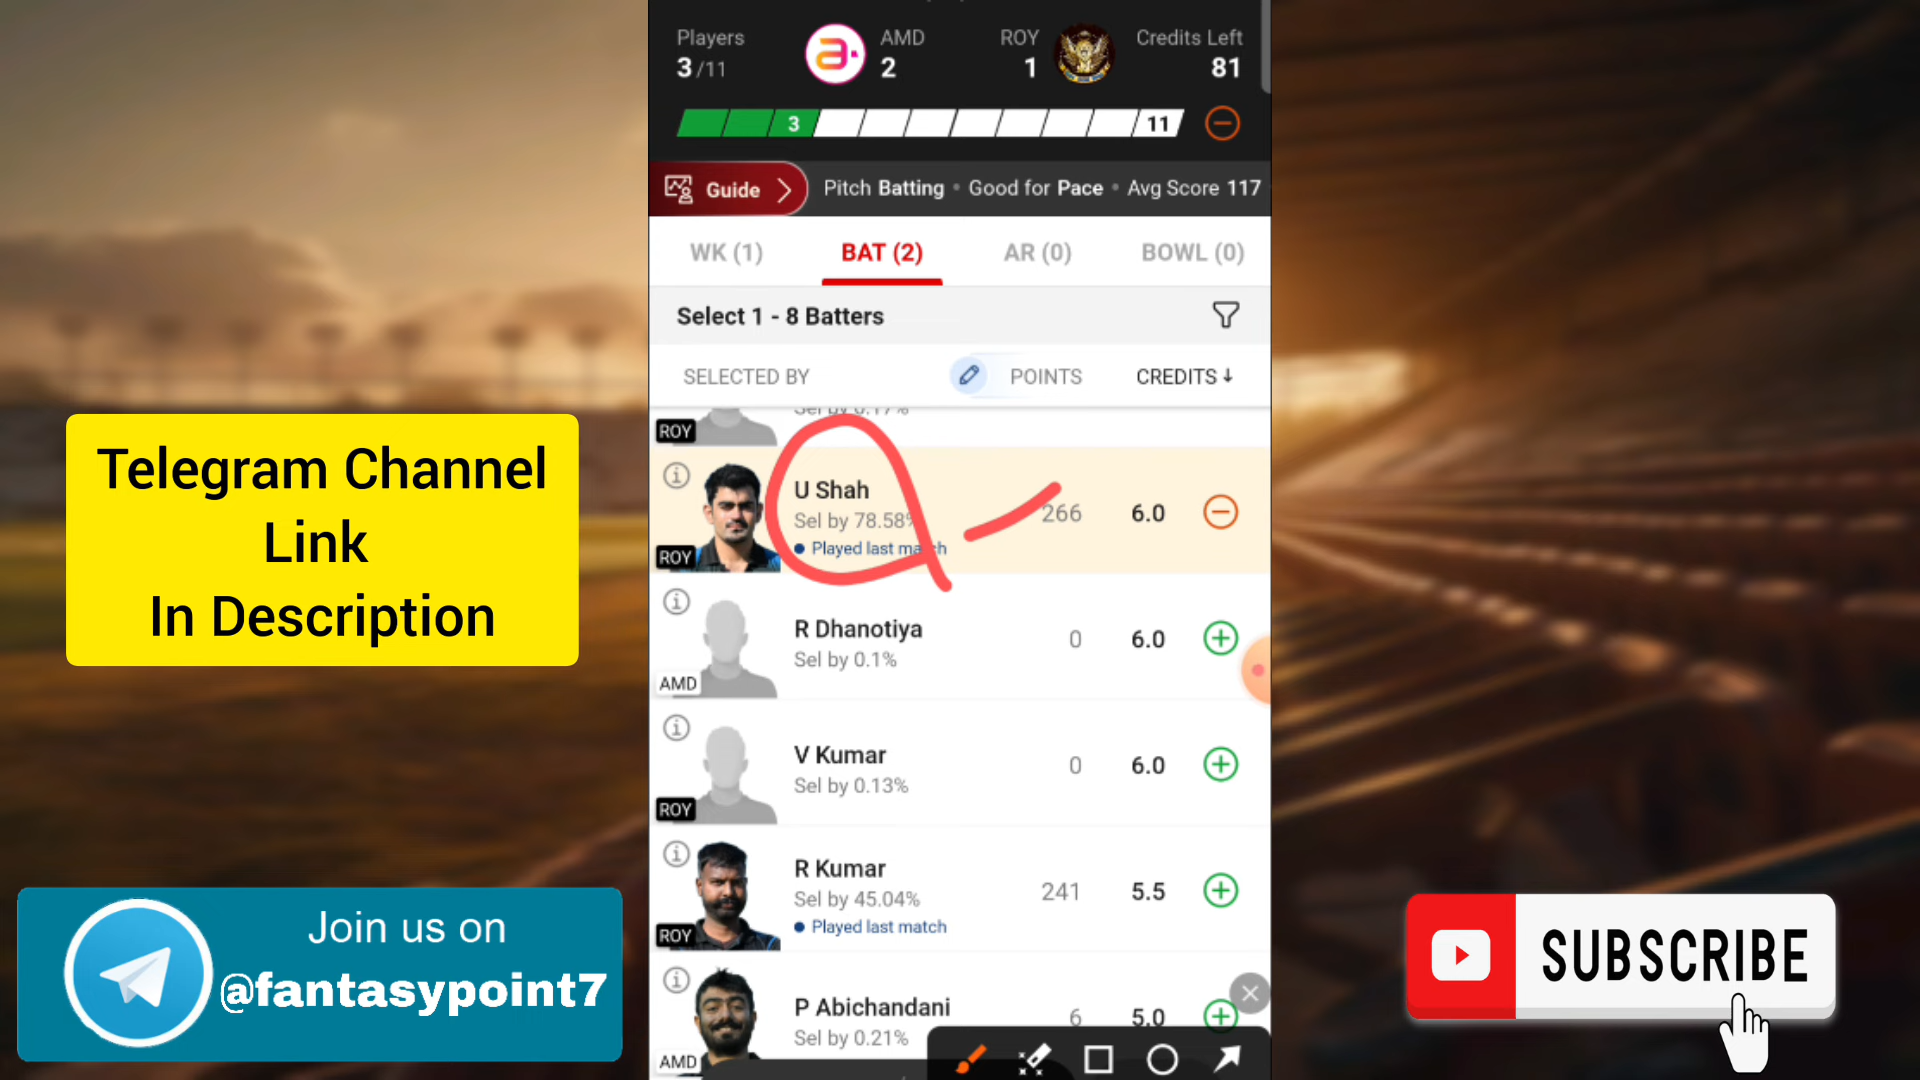 Players
3 /11
AMD
2
ROY
1
Credits Left
81
3
11
Guide
Pitch Batting • Good for Pace • Avg Score 117
WK (1)
BAT (2)
AR (0)
BOWL (0)
Select 1 - 8 Batters
SELECTED BY
POINTS
CREDITS↓
ROY
U Shah
Sel by 78.58%
Played last match
266
6.0
ROY
R Dhanotiya
Sel by 0.1%
0
6.0
AMD
V Kumar
Sel by 0.13%
0
6.0
ROY
R Kumar
Sel by 45.04%
Played last match
241
5.5
ROY
P Abichandani
Sel by 0.21%
6
5.0
AMD
Telegram Channel
Link
In Description
Join us on
@fantasypoint7
SUBSCRIBE